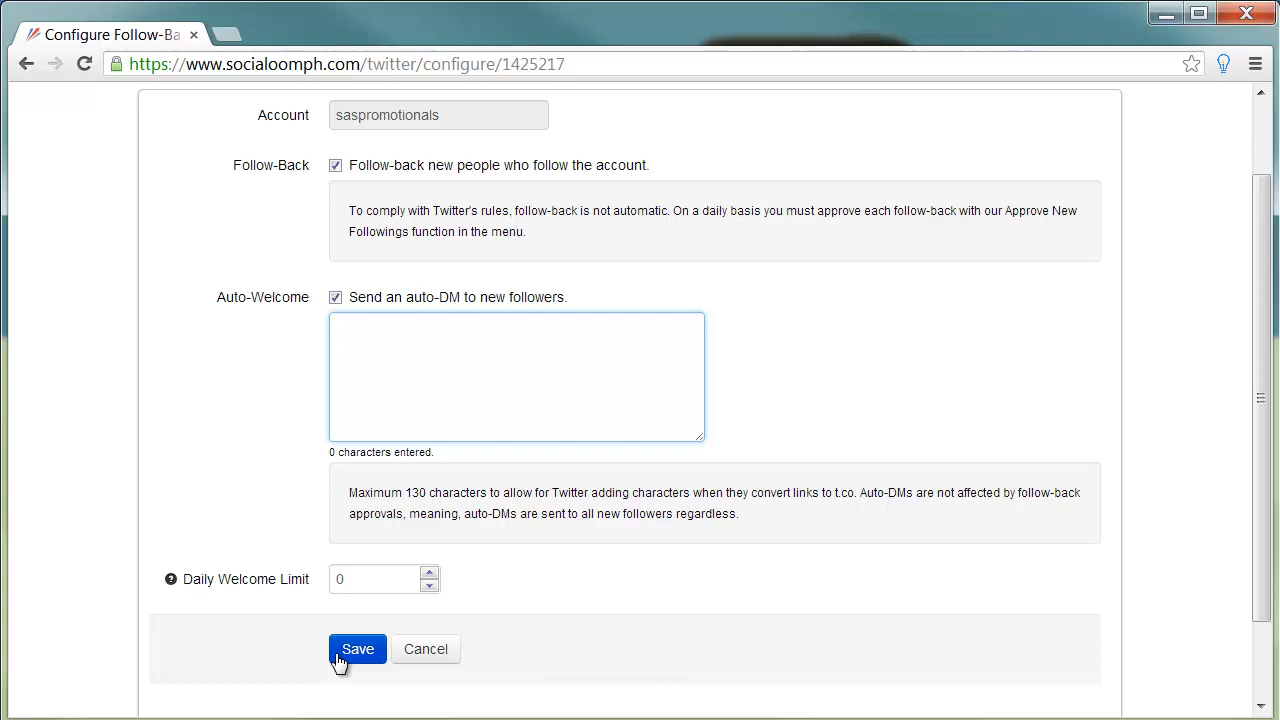 Configure Follow-Ba
https://www.socialoomph.com/twitter/configure/1425217
Account saspromotionals
Follow-Back Follow-back new people who follow the account.
To comply with Twitter's rules, follow-back is not automatic. On a daily basis you must approve each follow-back with our Approve New
Followings function in the menu.
Auto-Welcome Send an auto-DM to new followers.
0 characters entered.
Maximum 130 characters to allow for Twitter adding characters when they convert links to t.co. Auto-DMs are not affected by follow-back
approvals, meaning, auto-DMs are sent to all new followers regardless.
Daily Welcome Limit 0
Save Cancel